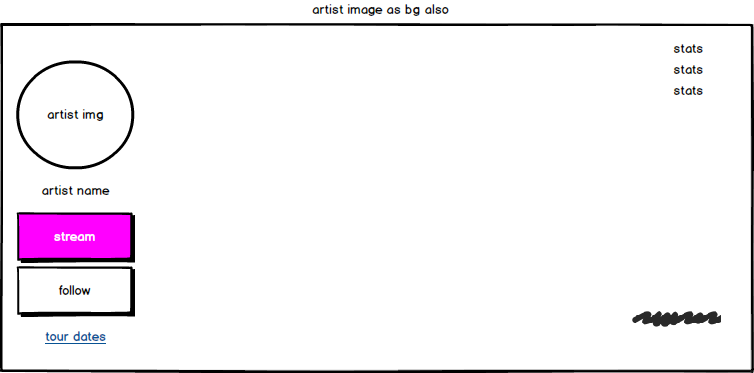 artist image as bg also
stats
stats
stats
artist img
artist name
stream
follow
tour dates